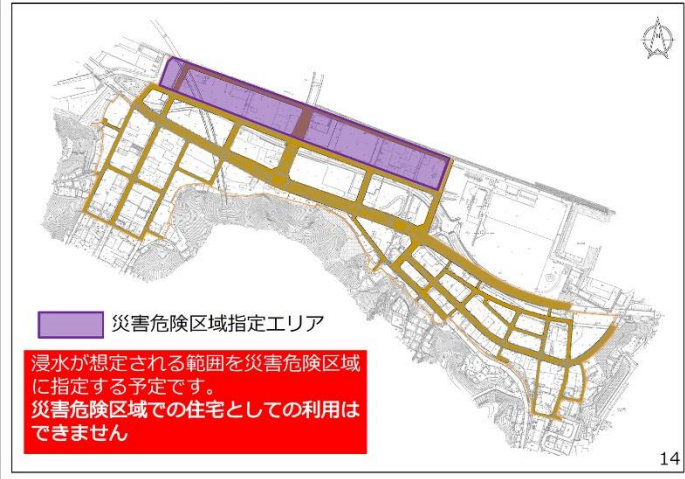 N
災害危険区域指定エリア
浸水が想定される範囲を災害危険区域
に指定する予定です。
災害危険区域での住宅としての利用は
できません
14